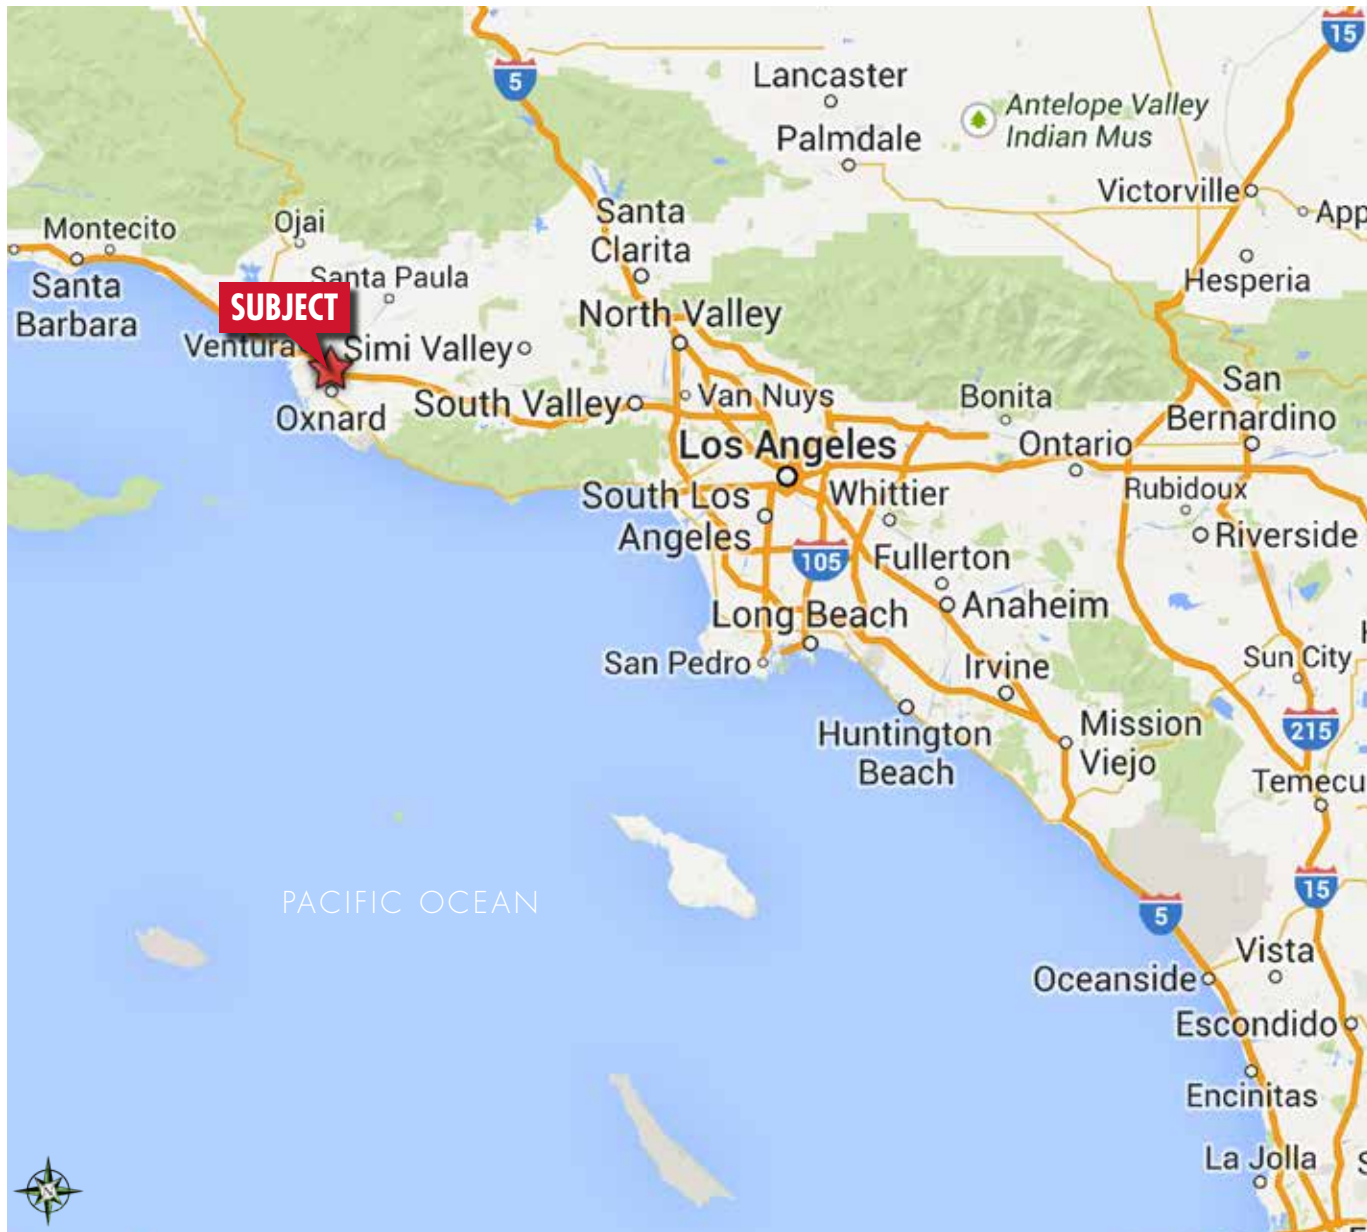 15
5
Lancaster
Antelope Valley
Indian Mus
Palmdale
Victorville
App
Santa
Clarita
Montecito
Ojai
Hesperia
Santa
Barbara
Santa Paula
SUBJECT
North Valley
Ventura
Simi Valley
San
Bernardino
Oxnard
South Valley
Van Nuys
Bonita
Los Angeles
Ontario
South Los
Angeles
Whittier
Rubidoux
Riverside
105
Fullerton
Anaheim
Long Beach
San Pedro
Irvine
Sun City
H
Huntington
Beach
Mission
Viejo
215
Temecu
PACIFIC OCEAN
15
5
Vista
Oceanside
Escondido
Encinitas
La Jolla
S
N